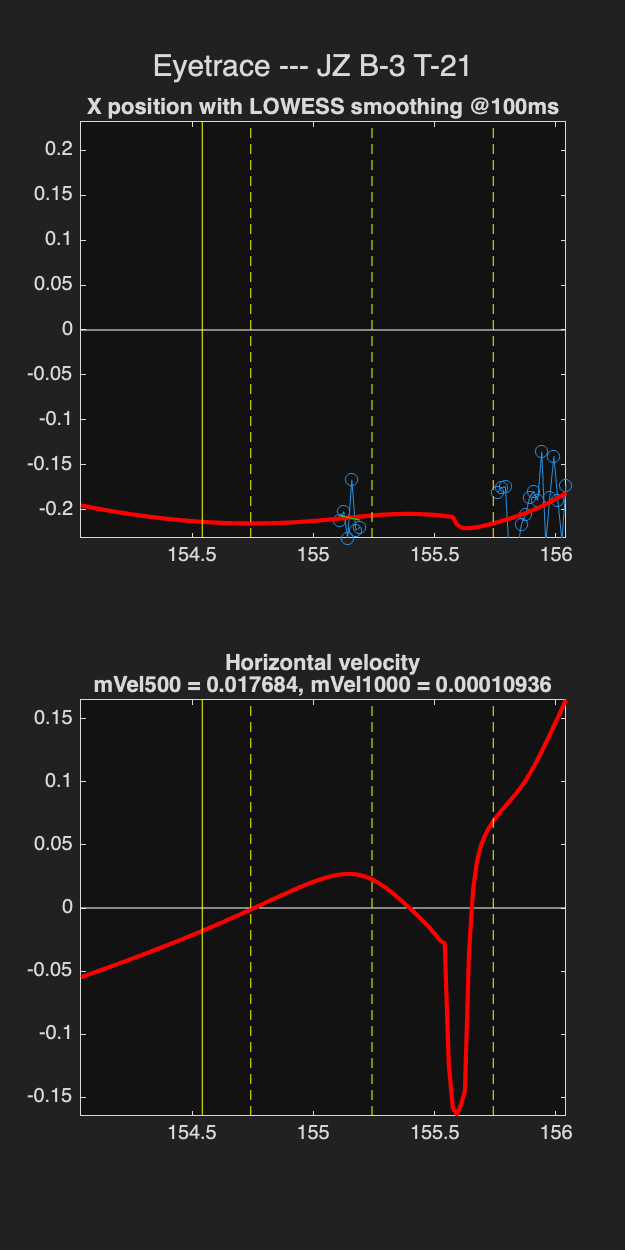 Eyetrace --- JZ B-3 T-21
X position with LOWESS smoothing @100ms
0.2
0.15
0.1
0.05
0
-0.05
-0.1
-0.15
-0.2
154.5 155 155.5 156
Horizontal velocity
mVel500 = 0.017684, mVel1000 = 0.00010936
0.15
0.1
0.05
0
-0.05
-0.1
-0.15
154.5 155 155.5 156